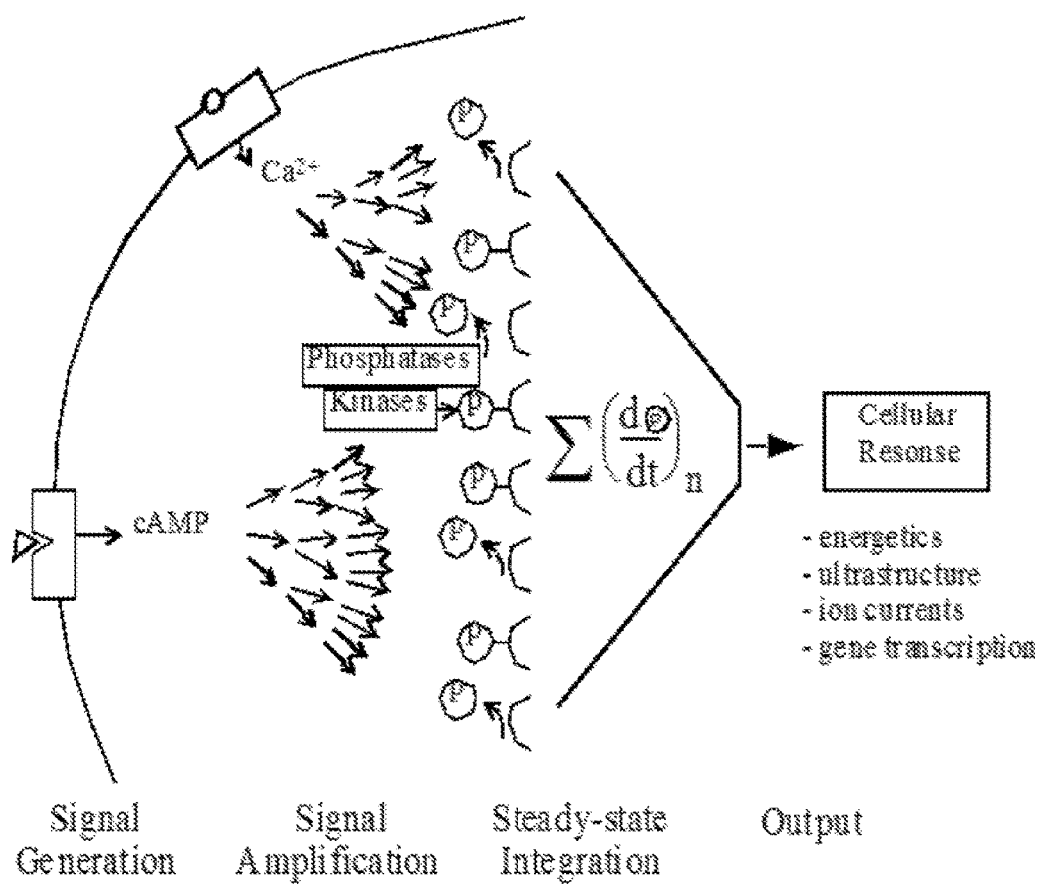 Ca²⁺
P
P
P
Phosphatases
Kinases
P
P
P
P
P
cAMP
∑ (dⓅ/dt)n
Cellular
Resonse
- energetics
- ultrastructure
- ion currents
- gene transcription
Signal
Generation
Signal
Amplification
Steady-state
Integration
Output